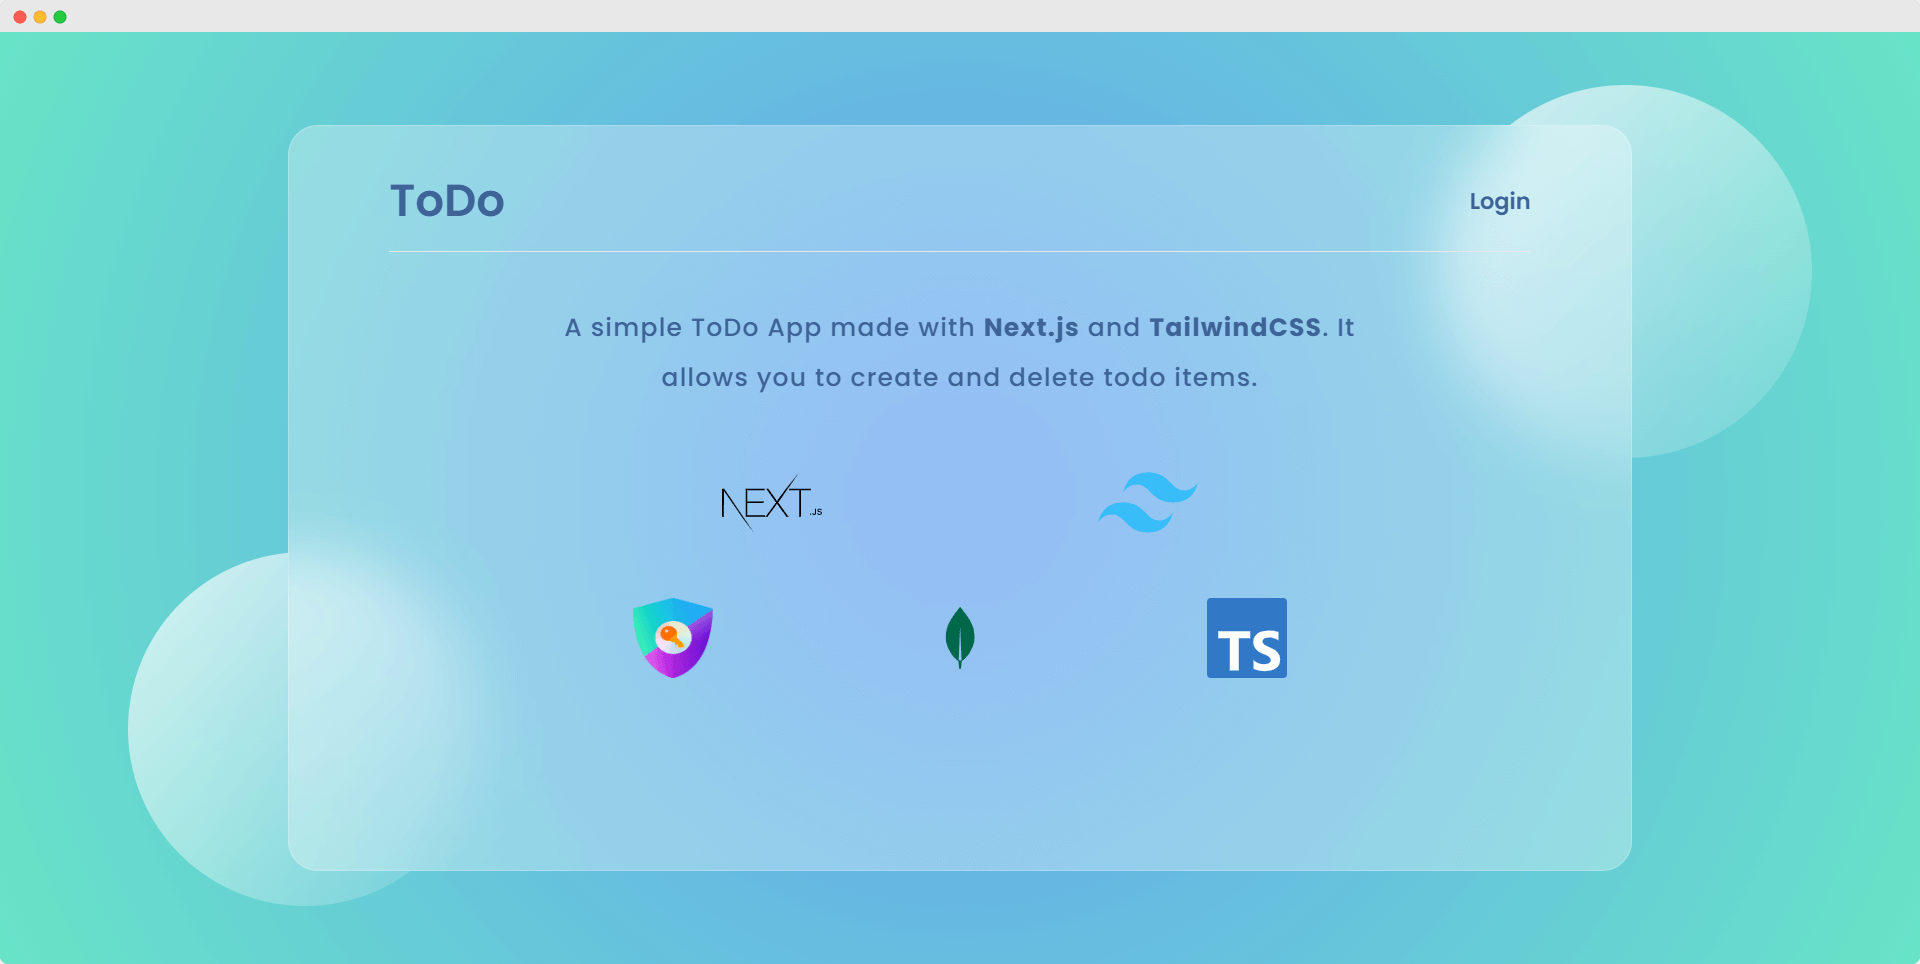 ToDo
Login
A simple ToDo App made with Next.js and TailwindCSS. It
allows you to create and delete todo items.
NEXT.JS
TS